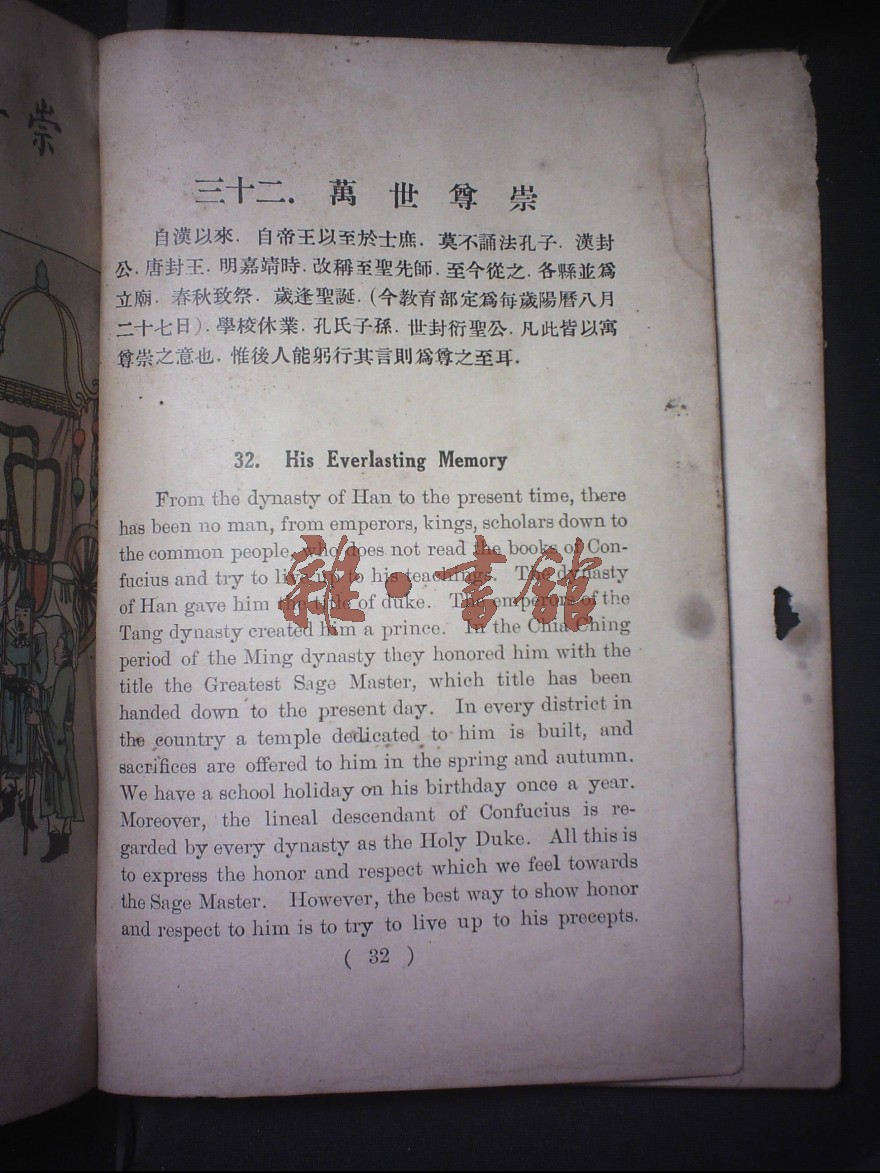 崇
三十二. 萬世尊崇
自漢以來. 自帝王以至於士庶. 莫不誦法孔子. 漢封
公. 唐封王. 明嘉靖時. 改稱至聖先師. 至今從之. 各縣並爲
立廟. 春秋致祭. 歲逢聖誕. (今教育部定爲每歲陽曆八月
二十七日). 學校休業. 孔氏子孫. 世封衍聖公. 凡此皆以寓
尊崇之意也. 惟後人能躬行其言則爲尊之至耳.
32. His Everlasting Memory
From the dynasty of Han to the present time, there
has been no man, from emperors, kings, scholars down to
the common people, who does not read the books of Con-
fucius and try to live up to his teachings. The dynasty
of Han gave him the title of duke. The emperors of the
Tang dynasty created him a prince. In the Chia Ching
period of the Ming dynasty they honored him with the
title the Greatest Sage Master, which title has been
handed down to the present day. In every district in
the country a temple dedicated to him is built, and
sacrifices are offered to him in the spring and autumn.
We have a school holiday on his birthday once a year.
Moreover, the lineal descendant of Confucius is re-
garded by every dynasty as the Holy Duke. All this is
to express the honor and respect which we feel towards
the Sage Master. However, the best way to show honor
and respect to him is to try to live up to his precepts.
( 32 )
雜·書館